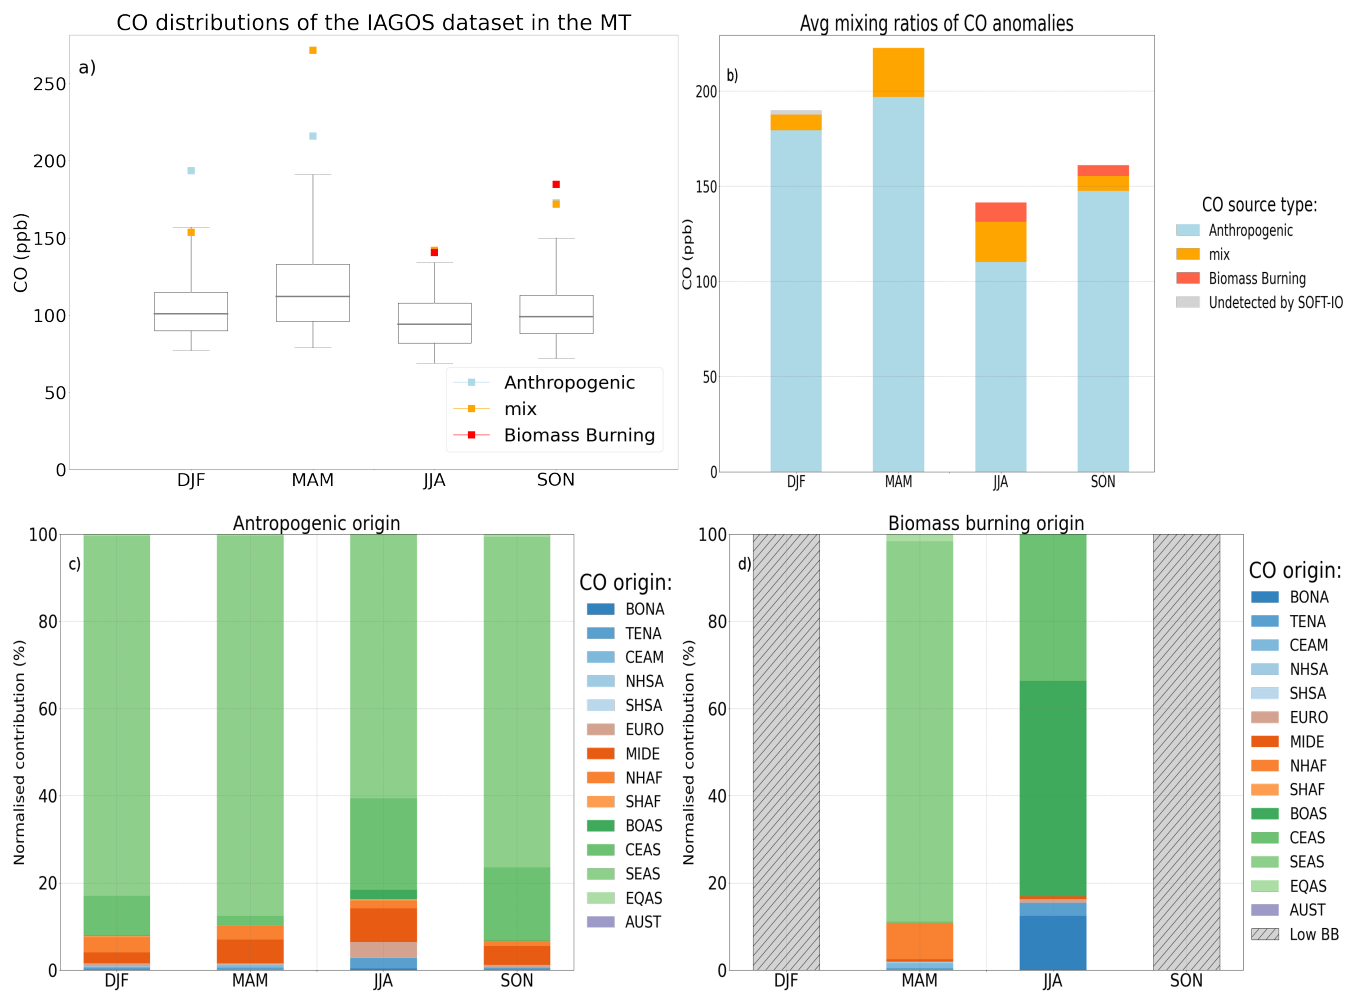 CO distributions of the IAGOS dataset in the MT
a)
CO (ppb)
250
200
150
100
50
0
DJF MAM JJA SON
Anthropogenic
mix
Biomass Burning
Avg mixing ratios of CO anomalies
b)
CO (ppb)
200
150
100
50
0
DJF MAM JJA SON
CO source type:
Anthropogenic
mix
Biomass Burning
Undetected by SOFT-IO
Antropogenic origin
c)
Normalised contribution (%)
100
80
60
40
20
0
DJF MAM JJA SON
CO origin:
BONA
TENA
CEAM
NHSA
SHSA
EURO
MIDE
NHAF
SHAF
BOAS
CEAS
SEAS
EQAS
AUST
Biomass burning origin
d)
Normalised contribution (%)
100
80
60
40
20
0
DJF MAM JJA SON
CO origin:
BONA
TENA
CEAM
NHSA
SHSA
EURO
MIDE
NHAF
SHAF
BOAS
CEAS
SEAS
EQAS
AUST
Low BB